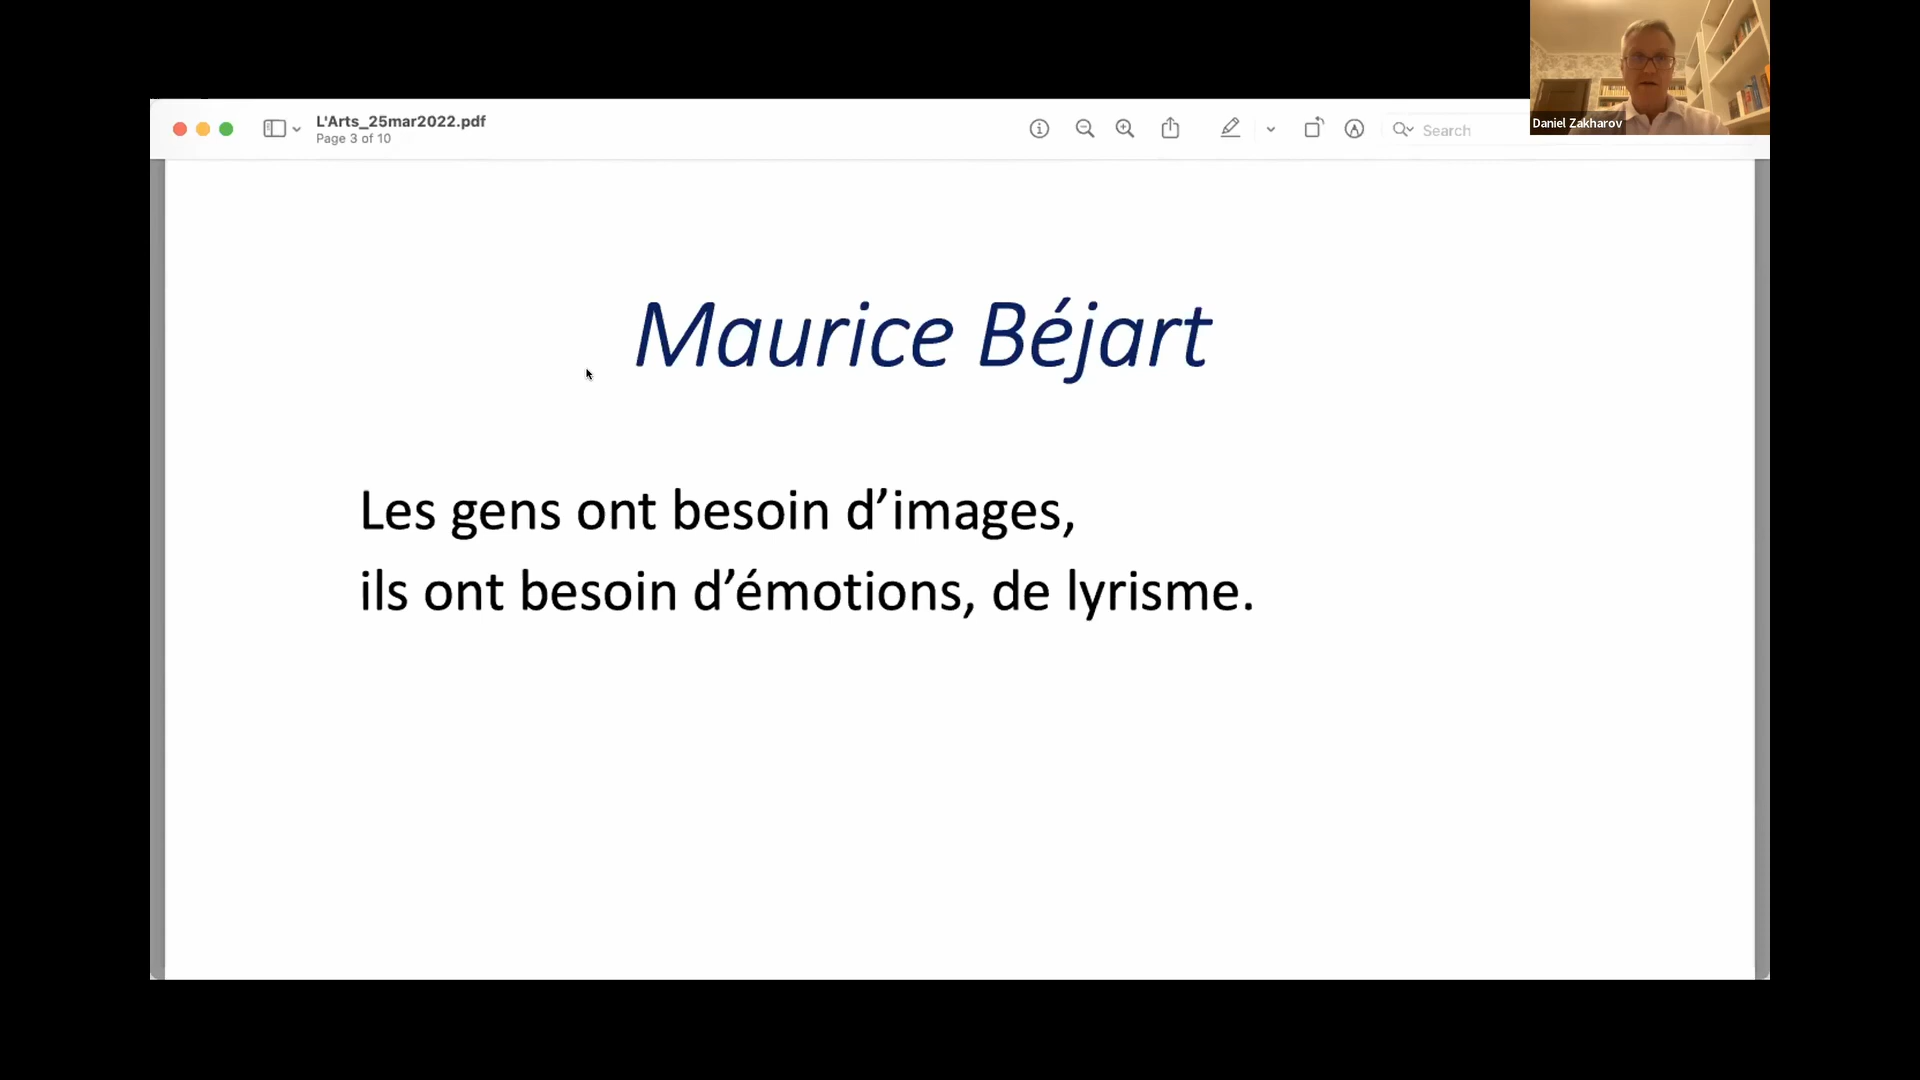 L'Arts_25mar2022.pdf
Page 3 of 10
Search
Daniel Zakharov
Maurice Béjart
Les gens ont besoin d’images,
ils ont besoin d’émotions, de lyrisme.